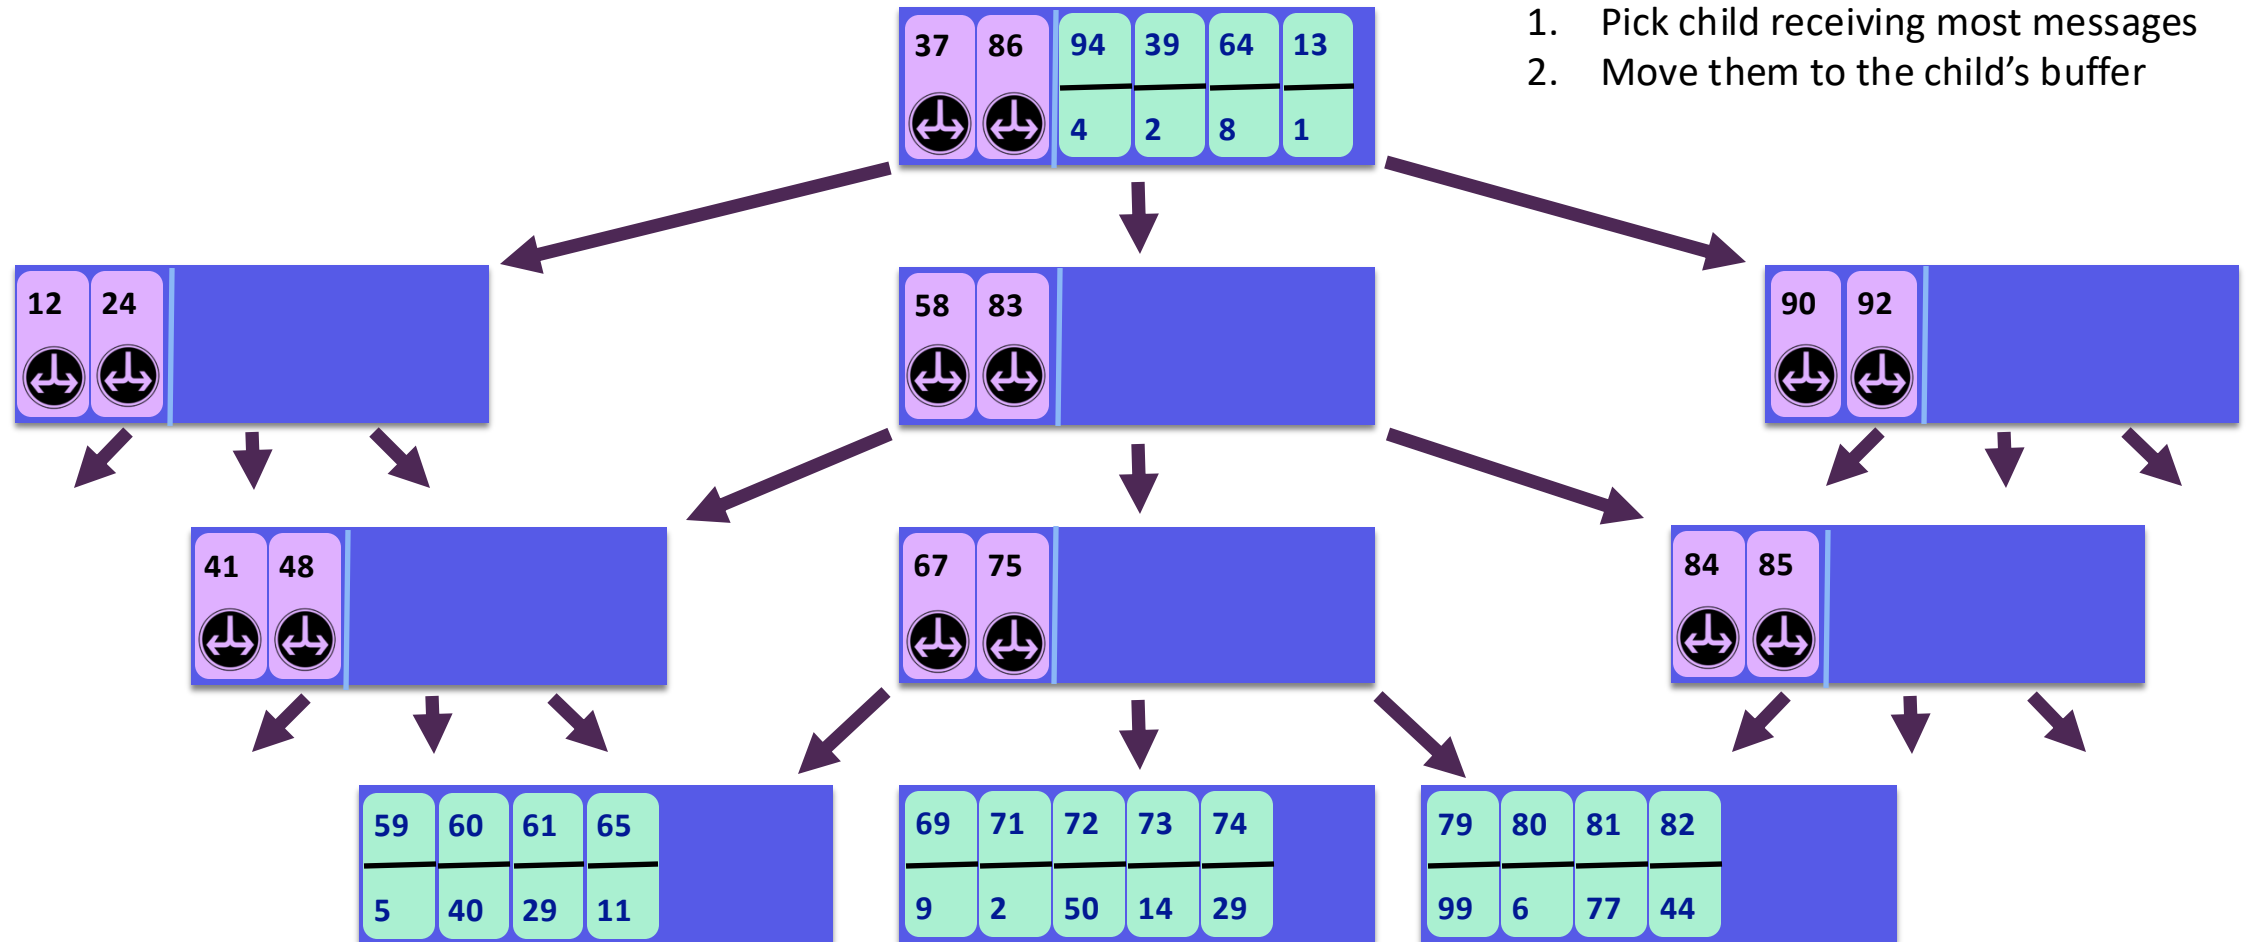 1. Pick child receiving most messages
2. Move them to the child's buffer
37 86 94 39 64 13
4 2 8 1
12 24
58 83
90 92
41 48
67 75
84 85
59 60 61 65
5 40 29 11
69 71 72 73 74
9 2 50 14 29
79 80 81 82
99 6 77 44